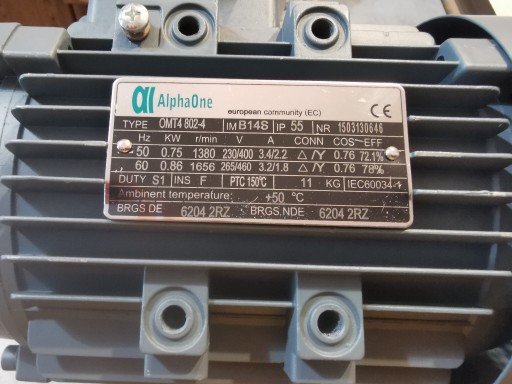 AlphaOne
european community (EC) CE
TYPE OMT4 802-4 IM B14S IP 55 NR 1503130646
Hz KW r/min V A CONN COS EFF
50 0.75 1380 230/400 3.4/2.2 △/Y 0.76 72.1%
60 0.86 1656 265/460 3.2/1.8 △/Y 0.76 78%
DUTY S1 INS F PTC 150°C 11 KG IEC60034-1
Ambinent temperature: +50 °C
BRGS DE 6204 2RZ BRGS,NDE 6204 2RZ